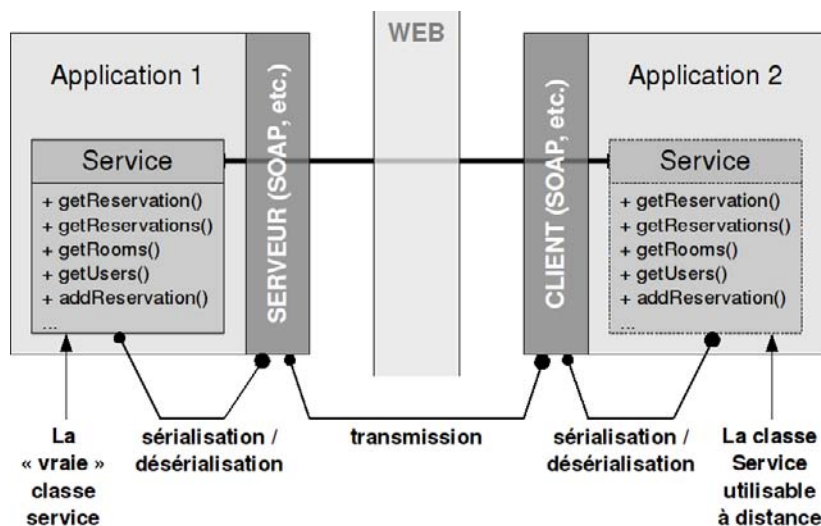 WEB
Application 1
SERVEUR (SOAP, etc.)
Service
+ getReservation()
+ getReservations()
+ getRooms()
+ getUsers()
+ addReservation()
...
CLIENT (SOAP, etc.)
Application 2
Service
+ getReservation()
+ getReservations()
+ getRooms()
+ getUsers()
+ addReservation()
...
La
« vraie »
classe
service
sérialisation /
désérialisation
transmission
sérialisation /
désérialisation
La classe
Service
utilisable
à distance